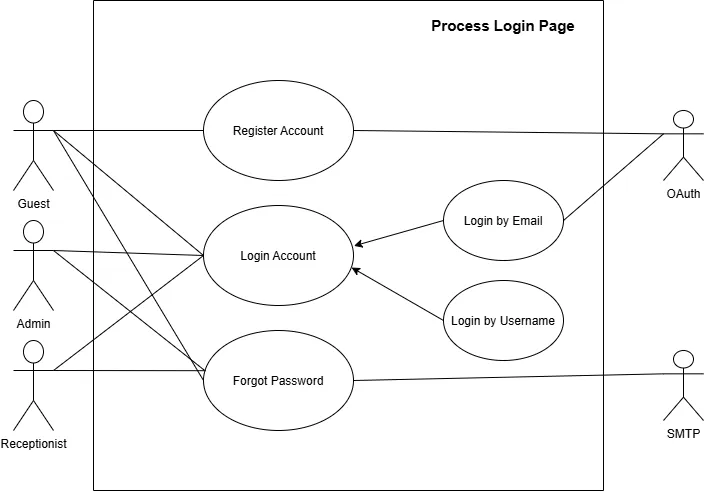 Process Login Page
Register Account
Guest
OAuth
Login by Email
Login Account
Admin
Login by Username
Forgot Password
Receptionist
SMTP